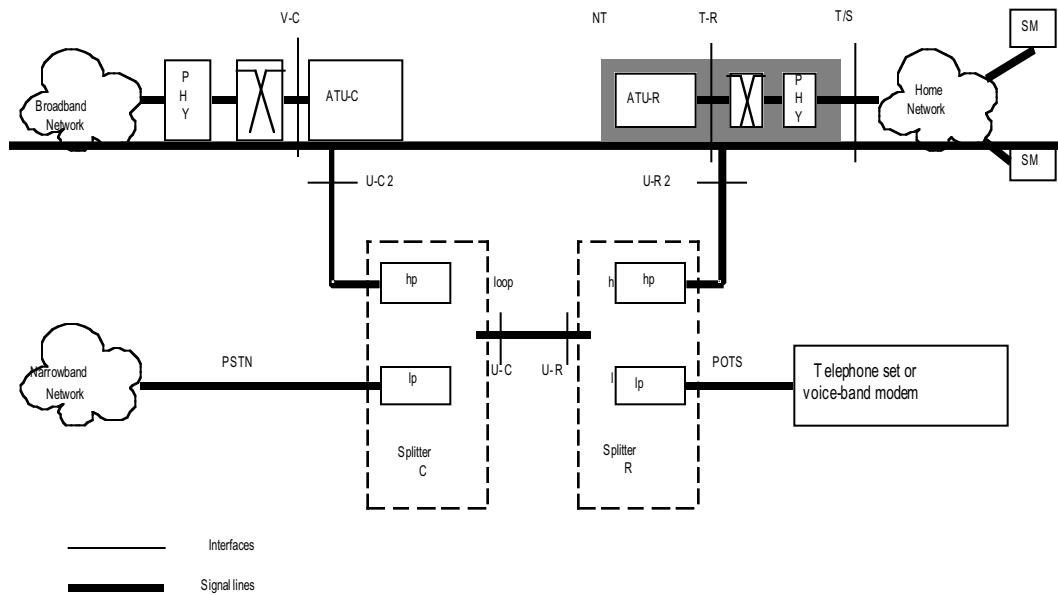 V-C
NT
T-R
T/S
SM
P
H
Y
Broadband
Network
ATU-C
ATU-R
P
H
Y
Home
Network
SM
U-C 2
U-R 2
hp
loop
h
hp
PSTN
Narrowband
Network
lp
U-C
U-R
l
lp
POTS
Telephone set or
voice-band modem
Splitter
C
Splitter
R
Interfaces
Signal lines